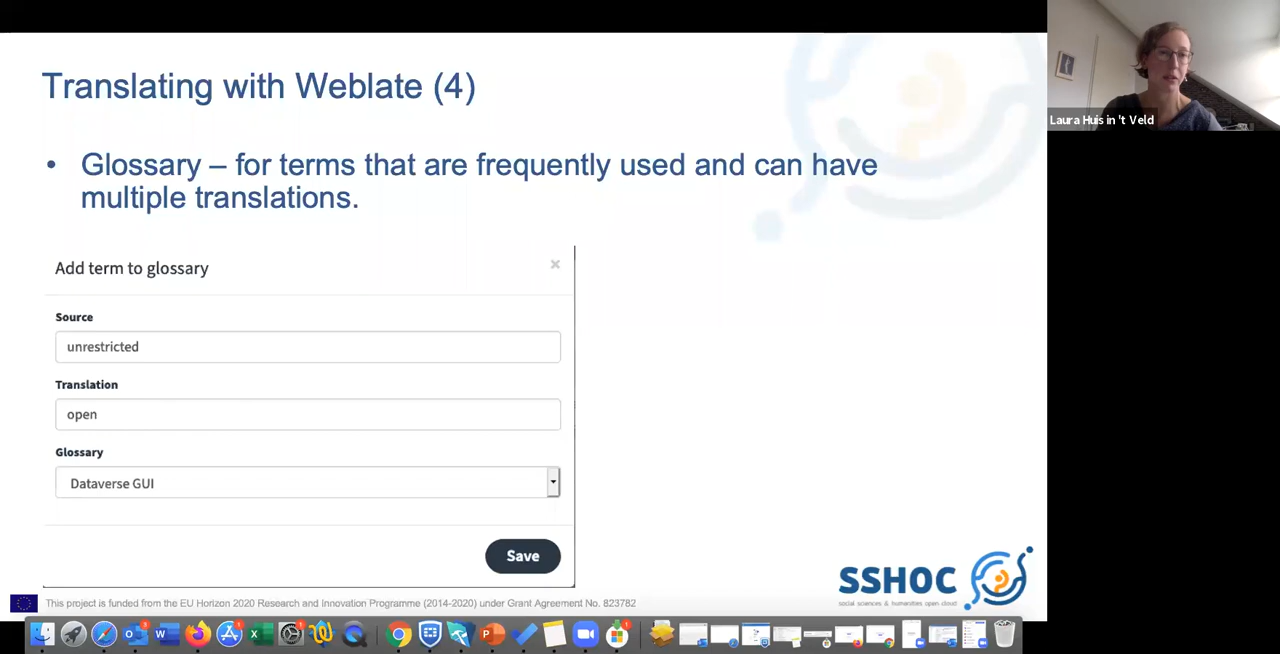 Translating with Weblate (4)
Laura Huis in 't Veld
• Glossary – for terms that are frequently used and can have
multiple translations.
Add term to glossary
×
Source
unrestricted
Translation
open
Glossary
Dataverse GUI
Save
SSHOC
social sciences & humanities open cloud
This project is funded from the EU Horizon 2020 Research and Innovation Programme (2014-2020) under Grant Agreement No. 823782